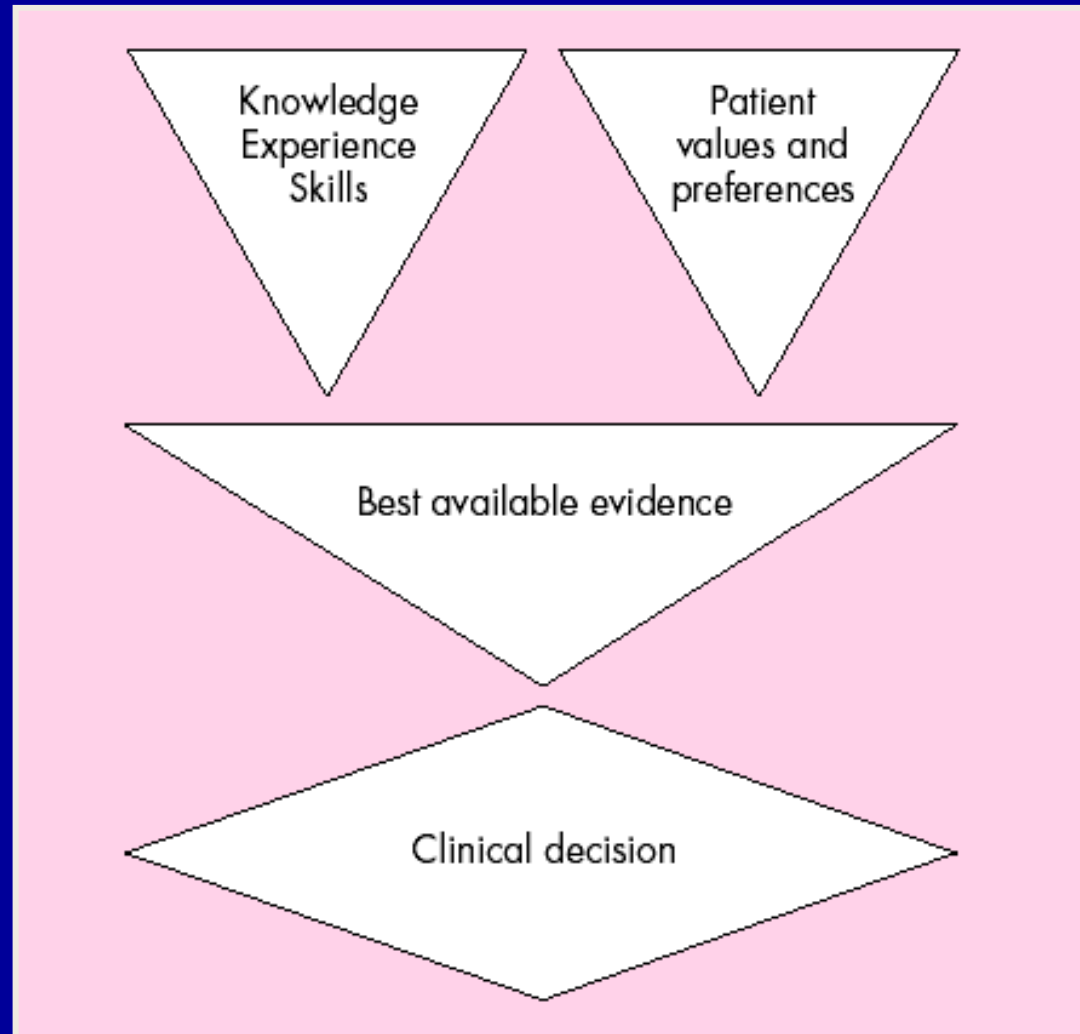 Knowledge
Experience
Skills
Patient
values and
preferences
Best available evidence
Clinical decision